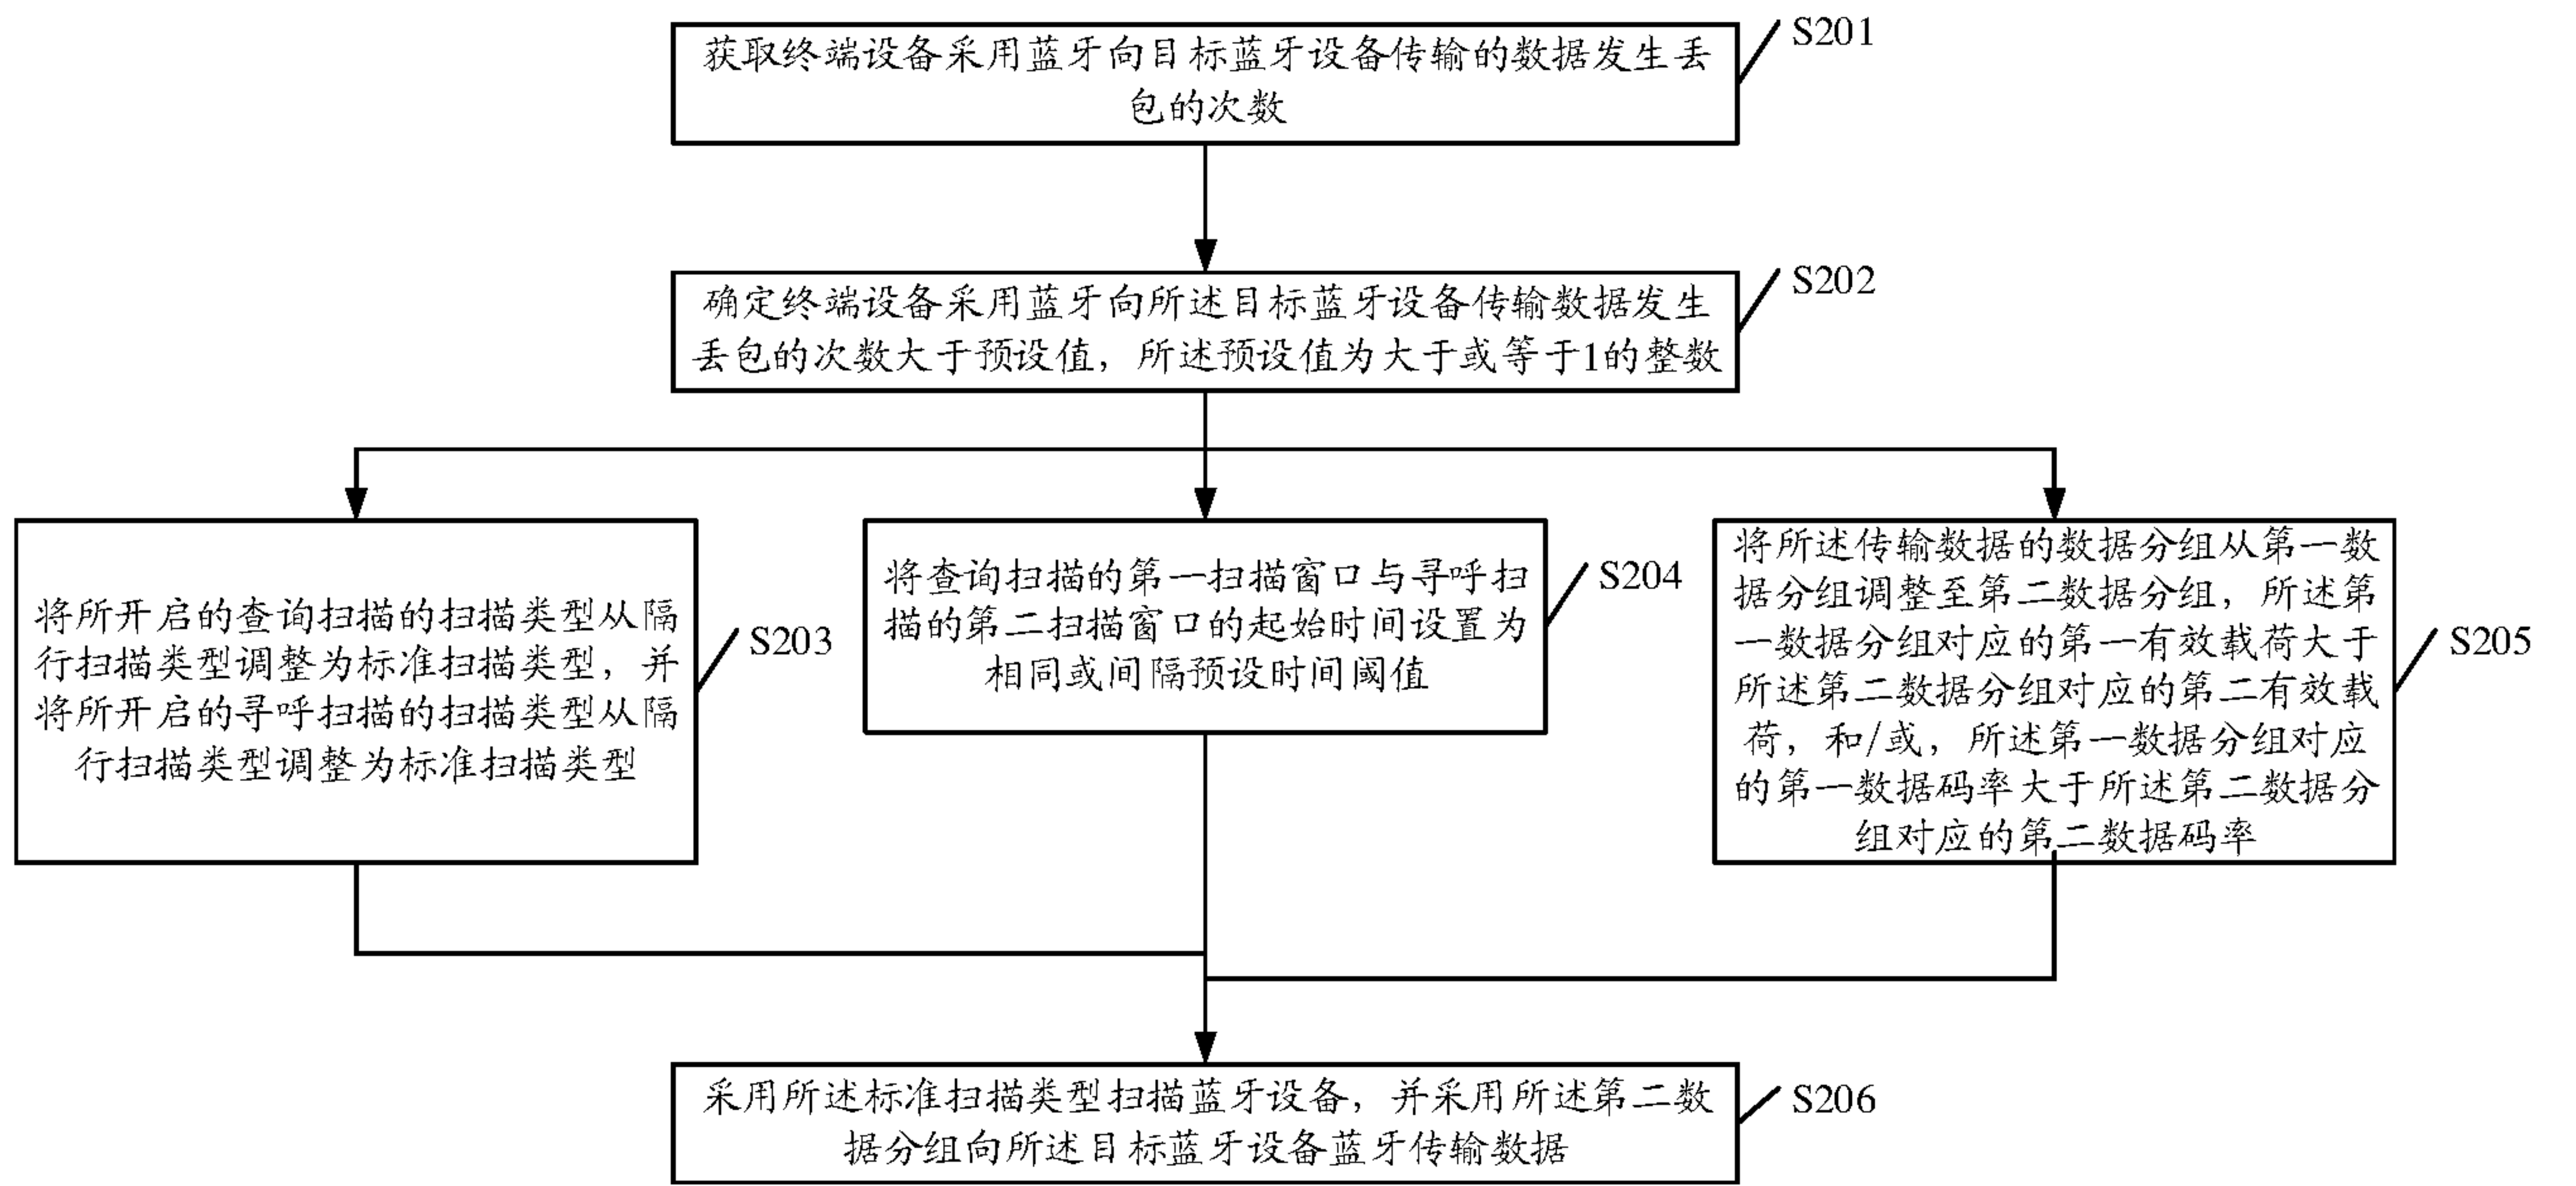 获取终端设备采用蓝牙向目标蓝牙设备传输的数据发生丢
包的次数
S201
确定终端设备采用蓝牙向所述目标蓝牙设备传输数据发生
丢包的次数大于预设值，所述预设值为大于或等于1的整数
S202
将所开启的查询扫描的扫描类型从隔
行扫描类型调整为标准扫描类型，并
将所开启的寻呼扫描的扫描类型从隔
行扫描类型调整为标准扫描类型
S203
将查询扫描的第一扫描窗口与寻呼扫
描的第二扫描窗口的起始时间设置为
相同或间隔预设时间阈值
S204
将所述传输数据的数据分组从第一数
据分组调整至第二数据分组，所述第
一数据分组对应的第一有效载荷大于
所述第二数据分组对应的第二有效载
荷，和/或，所述第一数据分组对应
的第一数据码率大于所述第二数据分
组对应的第二数据码率
S205
采用所述标准扫描类型扫描蓝牙设备，并采用所述第二数
据分组向所述目标蓝牙设备蓝牙传输数据
S206